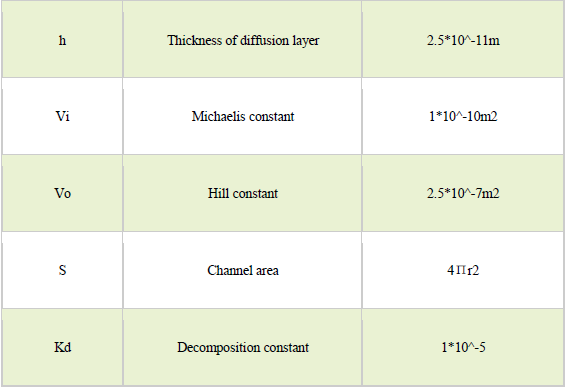 h Thickness of diffusion layer 2.5*10^-11m
Vi Michaelis constant 1*10^-10m2
Vo Hill constant 2.5*10^-7m2
S Channel area 4Πr2
Kd Decomposition constant 1*10^-5